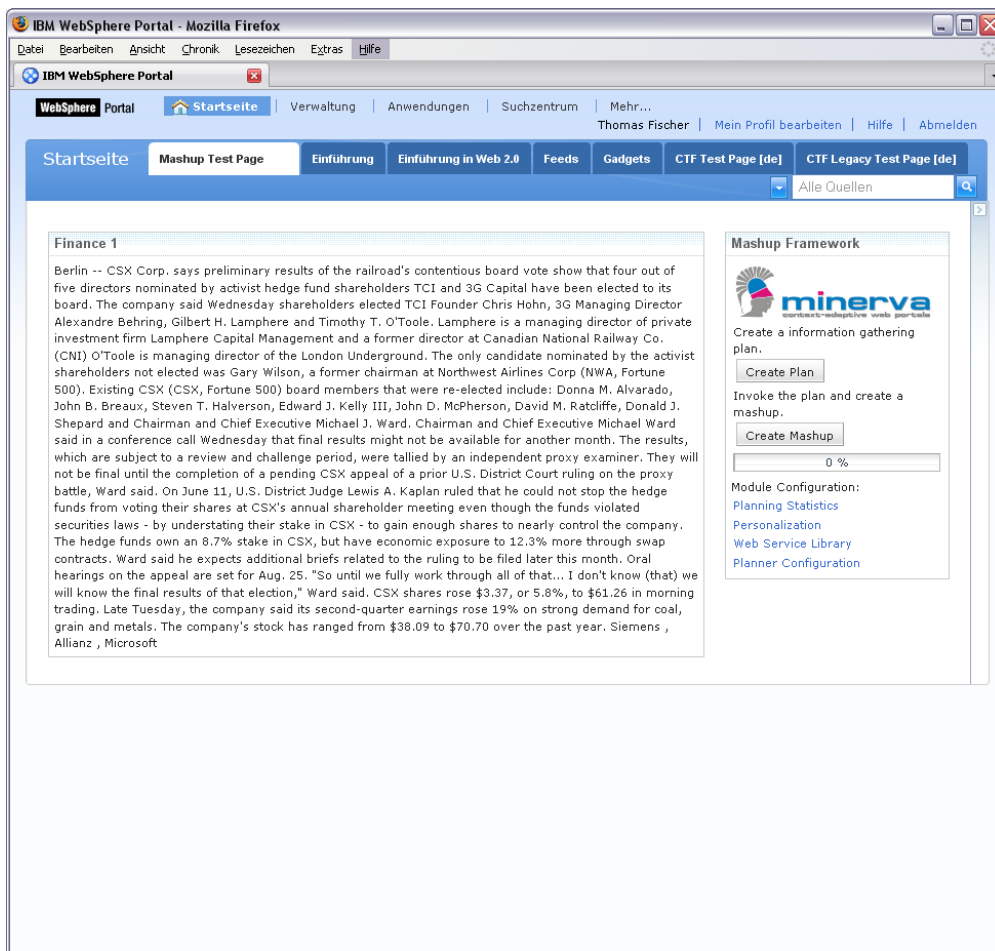 IBM WebSphere Portal - Mozilla Firefox
Datei Bearbeiten Ansicht Chronik Lesezeichen Extras Hilfe
IBM WebSphere Portal
WebSphere Portal Startseite Verwaltung Anwendungen Suchzentrum Mehr...
Thomas Fischer Mein Profil bearbeiten Hilfe Abmelden
Startseite Mashup Test Page Einführung Einführung in Web 2.0 Feeds Gadgets CTF Test Page [de] CTF Legacy Test Page [de]
Alle Quellen
Finance 1
Berlin -- CSX Corp. says preliminary results of the railroad's contentious board vote show that four out of
five directors nominated by activist hedge fund shareholders TCI and 3G Capital have been elected to its
board. The company said Wednesday shareholders elected TCI Founder Chris Hohn, 3G Managing Director
Alexandre Behring, Gilbert H. Lamphere and Timothy T. O'Toole. Lamphere is a managing director of private
investment firm Lamphere Capital Management and a former director at Canadian National Railway Co.
(CNI) O'Toole is managing director of the London Underground. The only candidate nominated by the activist
shareholders not elected was Gary Wilson, a former chairman at Northwest Airlines Corp (NWA, Fortune
500). Existing CSX (CSX, Fortune 500) board members that were re-elected include: Donna M. Alvarado,
John B. Breaux, Steven T. Halverson, Edward J. Kelly III, John D. McPherson, David M. Ratcliffe, Donald J.
Shepard and Chairman and Chief Executive Michael J. Ward. Chairman and Chief Executive Michael Ward
said in a conference call Wednesday that final results might not be available for another month. The results,
which are subject to a review and challenge period, were tallied by an independent proxy examiner. They will
not be final until the completion of a pending CSX appeal of a prior U.S. District Court ruling on the proxy
battle, Ward said. On June 11, U.S. District Judge Lewis A. Kaplan ruled that he could not stop the hedge
funds from voting their shares at CSX's annual shareholder meeting even though the funds violated
securities laws - by understating their stake in CSX - to gain enough shares to nearly control the company.
The hedge funds own an 8.7% stake in CSX, but have economic exposure to 12.3% more through swap
contracts. Ward said he expects additional briefs related to the ruling to be filed later this month. Oral
hearings on the appeal are set for Aug. 25. "So until we fully work through all of that... I don't know (that) we
will know the final results of that election," Ward said. CSX shares rose $3.37, or 5.8%, to $61.26 in morning
trading. Late Tuesday, the company said its second-quarter earnings rose 19% on strong demand for coal,
grain and metals. The company's stock has ranged from $38.09 to $70.70 over the past year. Siemens ,
Allianz , Microsoft
Mashup Framework
minerva
context-adaptive web portals
Create a information gathering
plan.
Create Plan
Invoke the plan and create a
mashup.
Create Mashup
0 %
Module Configuration:
Planning Statistics
Personalization
Web Service Library
Planner Configuration